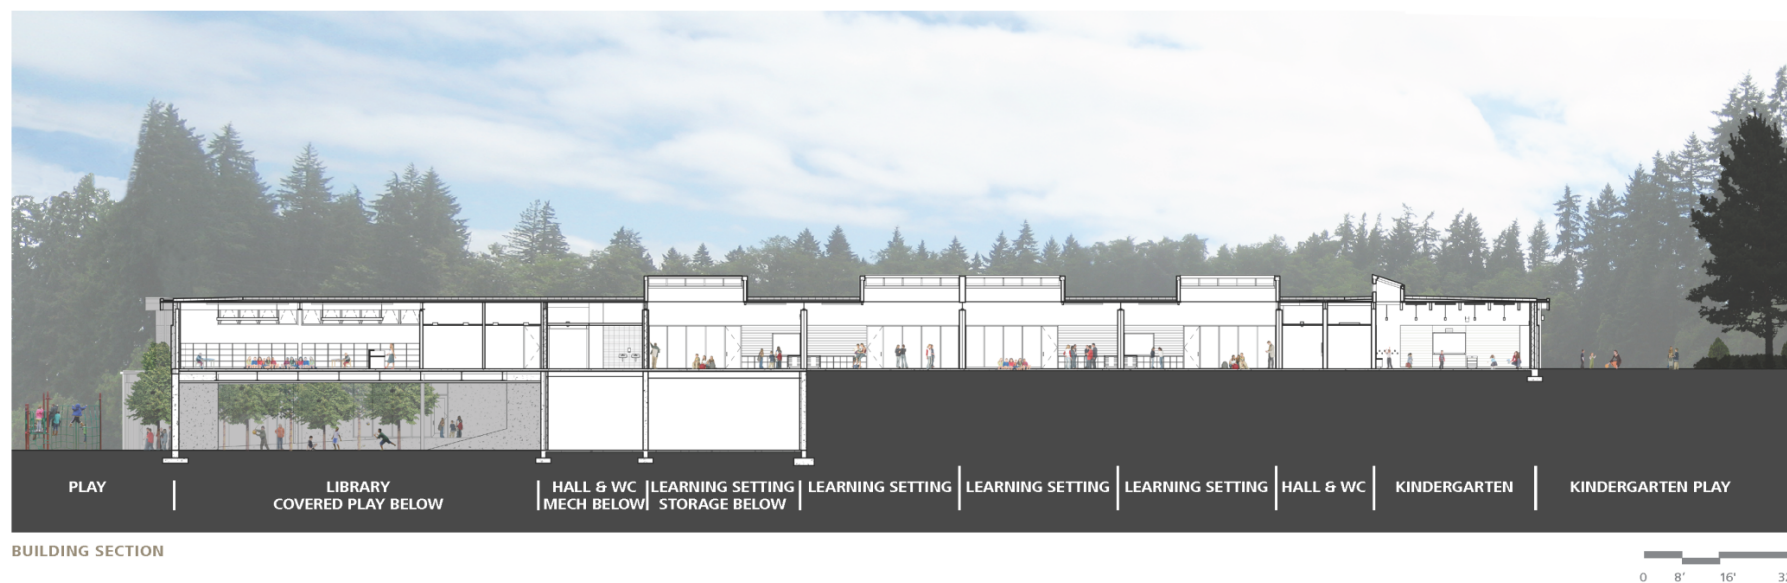 PLAY
LIBRARY
COVERED PLAY BELOW
HALL & WC
MECH BELOW
LEARNING SETTING
STORAGE BELOW
LEARNING SETTING
LEARNING SETTING
LEARNING SETTING
HALL & WC
KINDERGARTEN
KINDERGARTEN PLAY
BUILDING SECTION
0 8' 16'